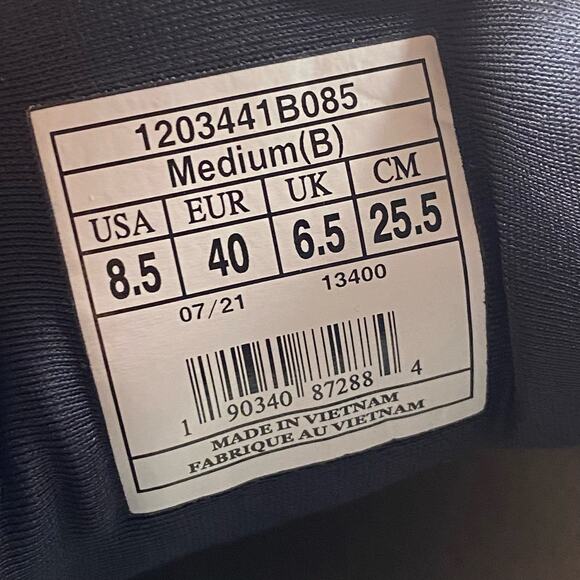 1203441B085
Medium(B)
USA EUR UK CM
8.5 40 6.5 25.5
07/21 13400
1 90340 87288 4
MADE IN VIETNAM
FABRIQUE AU VIETNAM